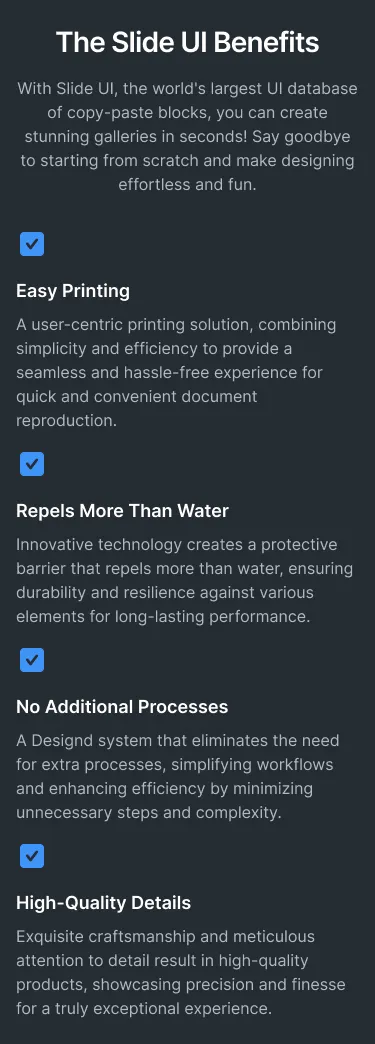 The Slide UI Benefits
With Slide UI, the world's largest UI database
of copy-paste blocks, you can create
stunning galleries in seconds! Say goodbye
to starting from scratch and make designing
effortless and fun.
Easy Printing
A user-centric printing solution, combining
simplicity and efficiency to provide a
seamless and hassle-free experience for
quick and convenient document
reproduction.
Repels More Than Water
Innovative technology creates a protective
barrier that repels more than water, ensuring
durability and resilience against various
elements for long-lasting performance.
No Additional Processes
A Designd system that eliminates the need
for extra processes, simplifying workflows
and enhancing efficiency by minimizing
unnecessary steps and complexity.
High-Quality Details
Exquisite craftsmanship and meticulous
attention to detail result in high-quality
products, showcasing precision and finesse
for a truly exceptional experience.